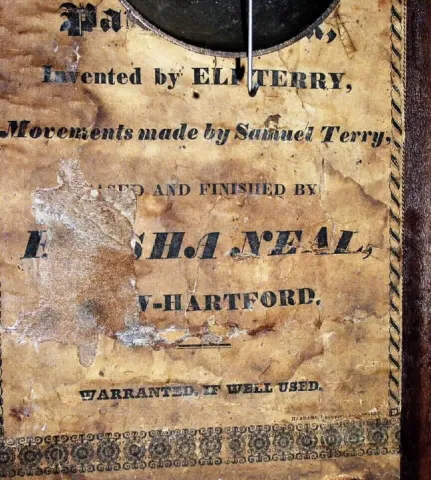 Invented by ELI TERRY,
Movements made by Samuel Terry,
AND FINISHED BY
NEAL,
-HARTFORD.
WARRANTED, IF WELL USED.